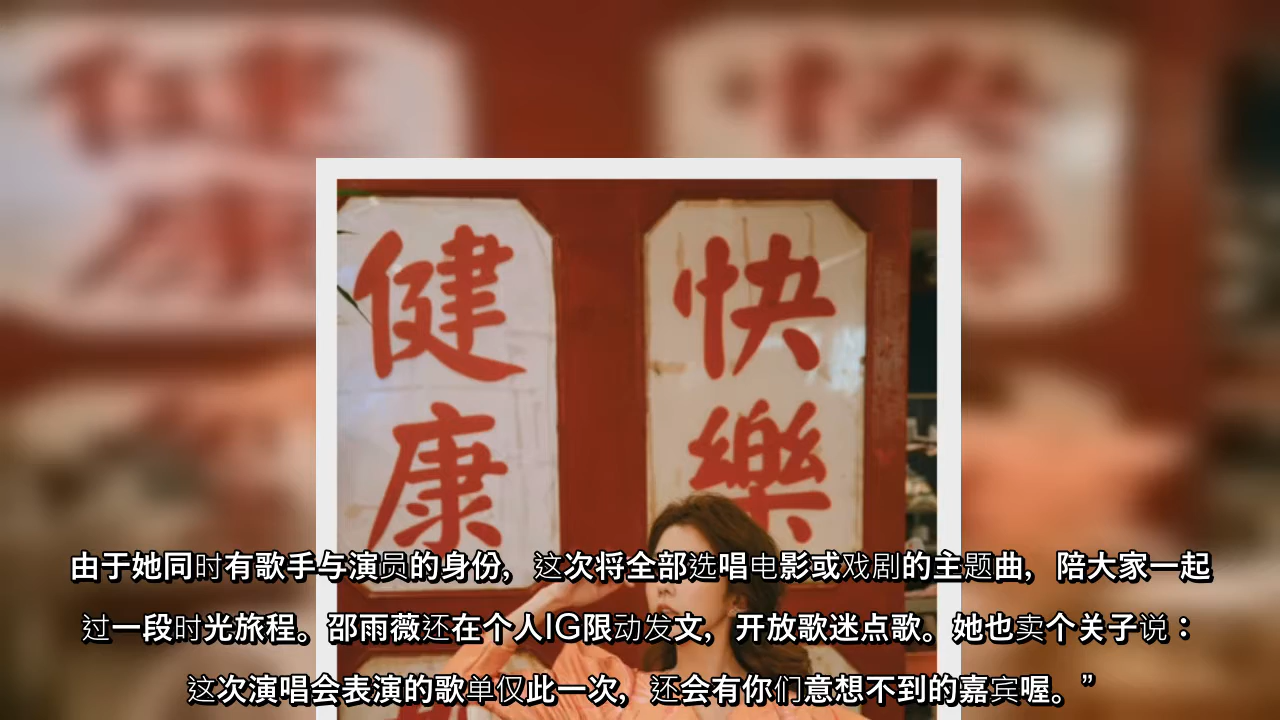 健 快
康 樂
由于她同时有歌手与演员的身份，这次将全部选唱电影或戏剧的主题曲，陪大家一起
过一段时光旅程。邵雨薇还在个人IG限动发文，开放歌迷点歌。她也卖个关子说：
这次演唱会表演的歌单仅此一次，还会有你们意想不到的嘉宾喔。”